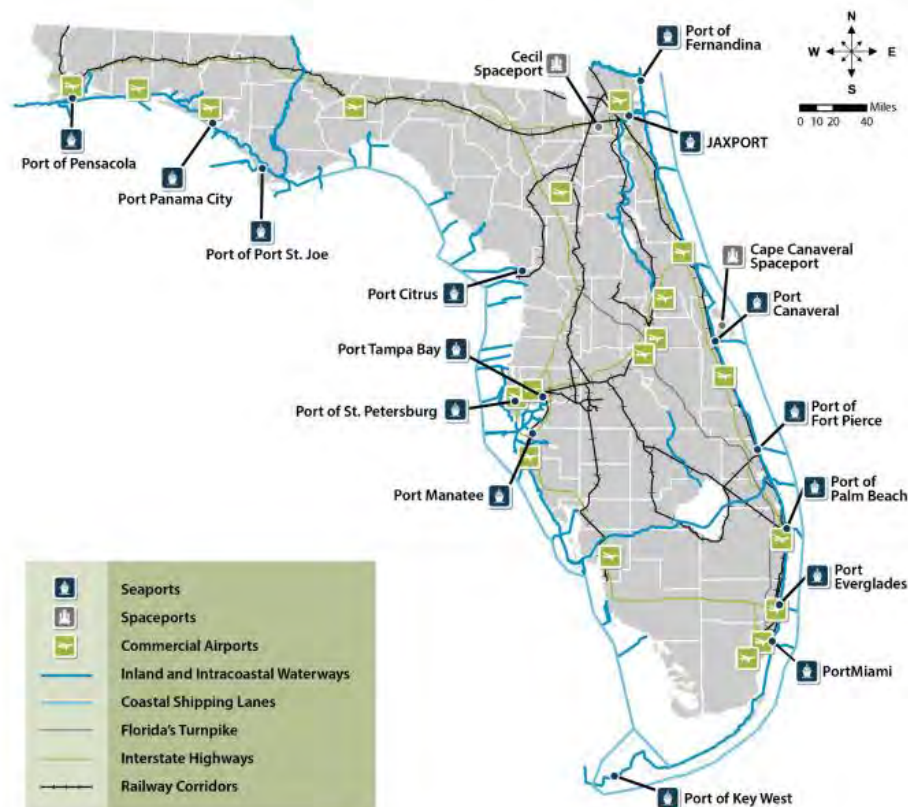 Port of
Fernandina
N
W
E
S
Cecil
Spaceport
Miles
0 10 20 40
JAXPORT
Port of Pensacola
Port Panama City
Port of Port St. Joe
Cape Canaveral
Spaceport
Port Citrus
Port
Canaveral
Port Tampa Bay
Port of St. Petersburg
Port of
Fort Pierce
Port Manatee
Port of
Palm Beach
Port
Everglades
PortMiami
Port of Key West
Seaports
Spaceports
Commercial Airports
Inland and Intracoastal Waterways
Coastal Shipping Lanes
Florida's Turnpike
Interstate Highways
Railway Corridors